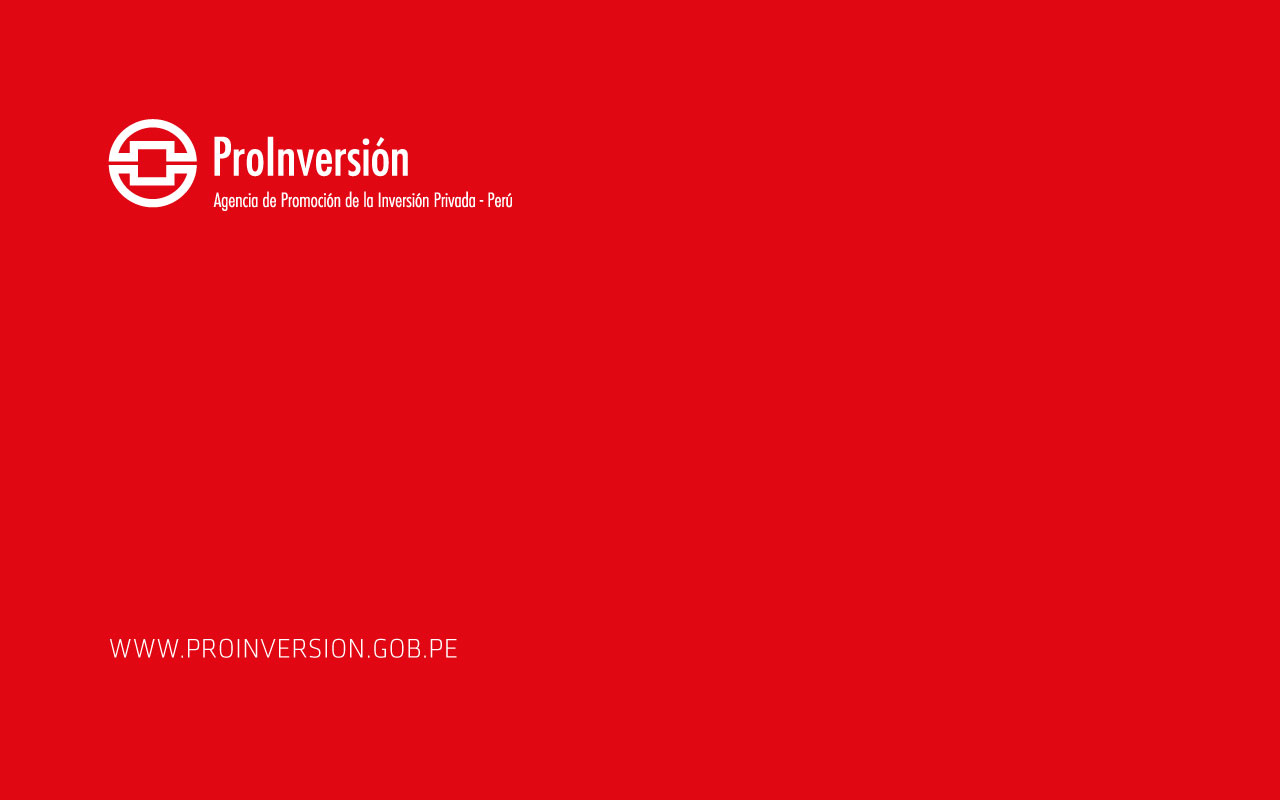 ProInversión
Agencia de Promoción de la Inversión Privada - Perú
WWW.PROINVERSION.GOB.PE